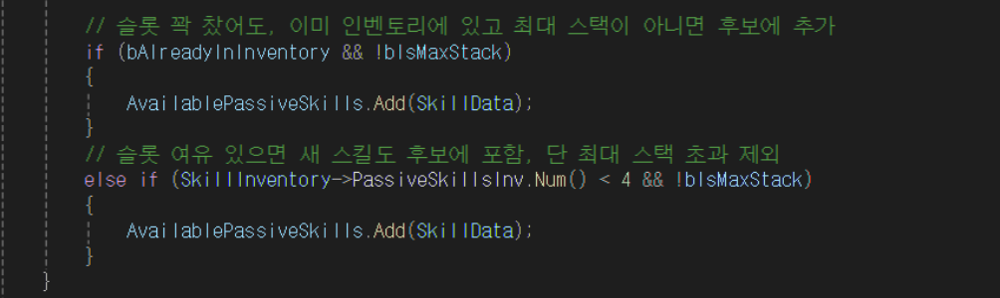 // 슬롯 꽉 찼어도, 이미 인벤토리에 있고 최대 스택이 아니면 후보에 추가
if (bAlreadyInInventory && !bIsMaxStack)
{
AvailablePassiveSkills.Add(SkillData);
}
// 슬롯 여유 있으면 새 스킬도 후보에 포함, 단 최대 스택 초과 제외
else if (SkillInventory->PassiveSkillsInv.Num() < 4 && !bIsMaxStack)
{
AvailablePassiveSkills.Add(SkillData);
}
}